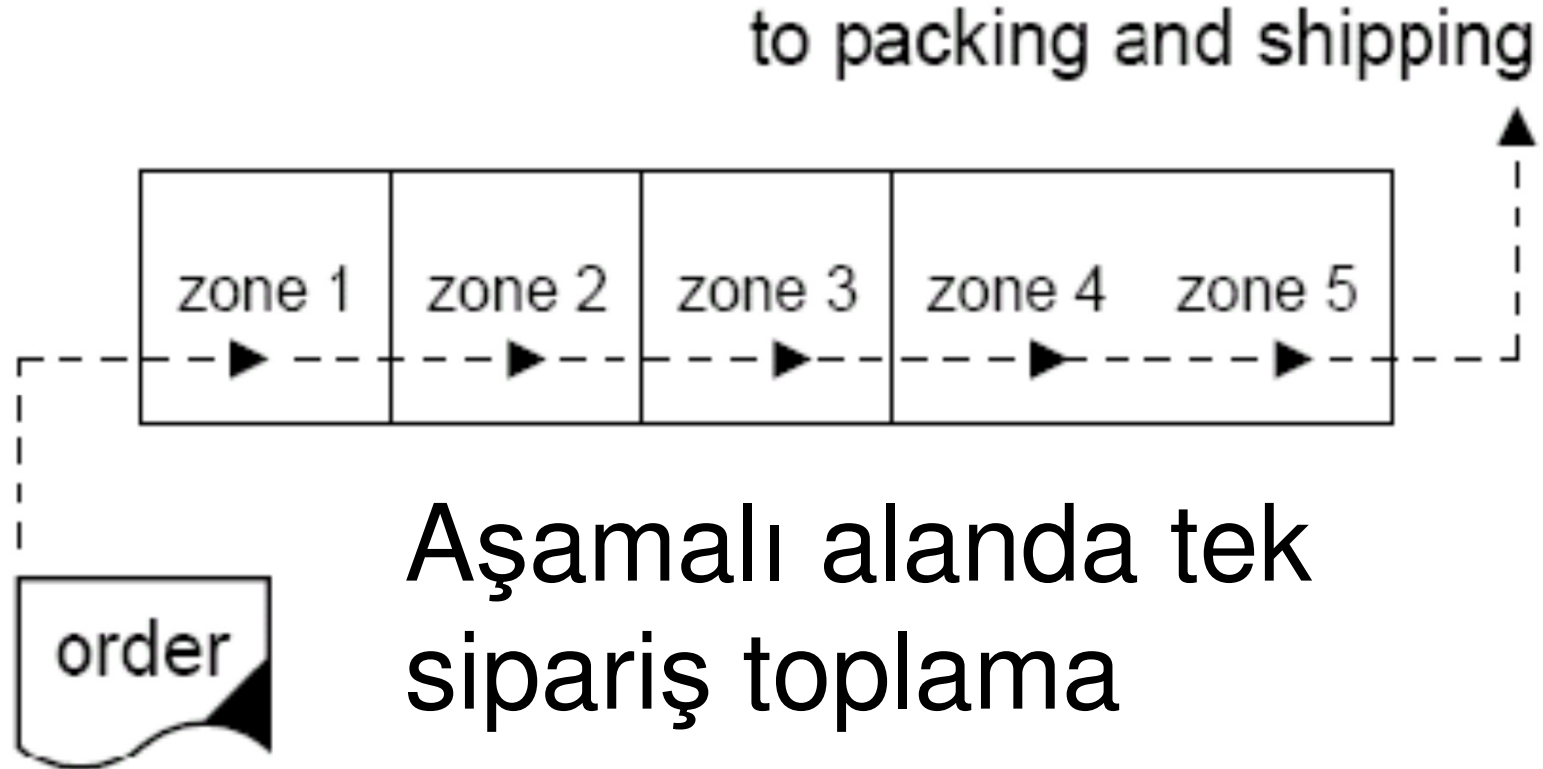 to packing and shipping
zone 1 zone 2 zone 3 zone 4 zone 5
Aşamalı alanda tek
sipariş toplama
order